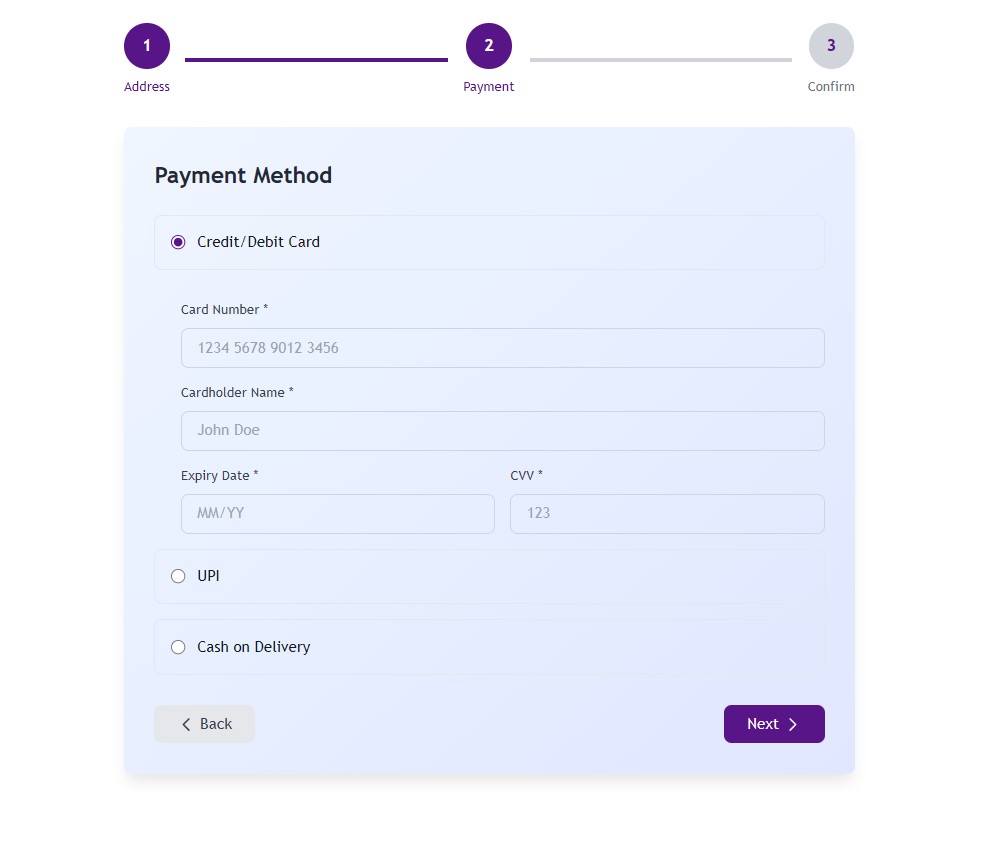 1 2 3
Address Payment Confirm
Payment Method
Credit/Debit Card
Card Number *
1234 5678 9012 3456
Cardholder Name *
John Doe
Expiry Date * CVV *
MM/YY 123
UPI
Cash on Delivery
Back Next